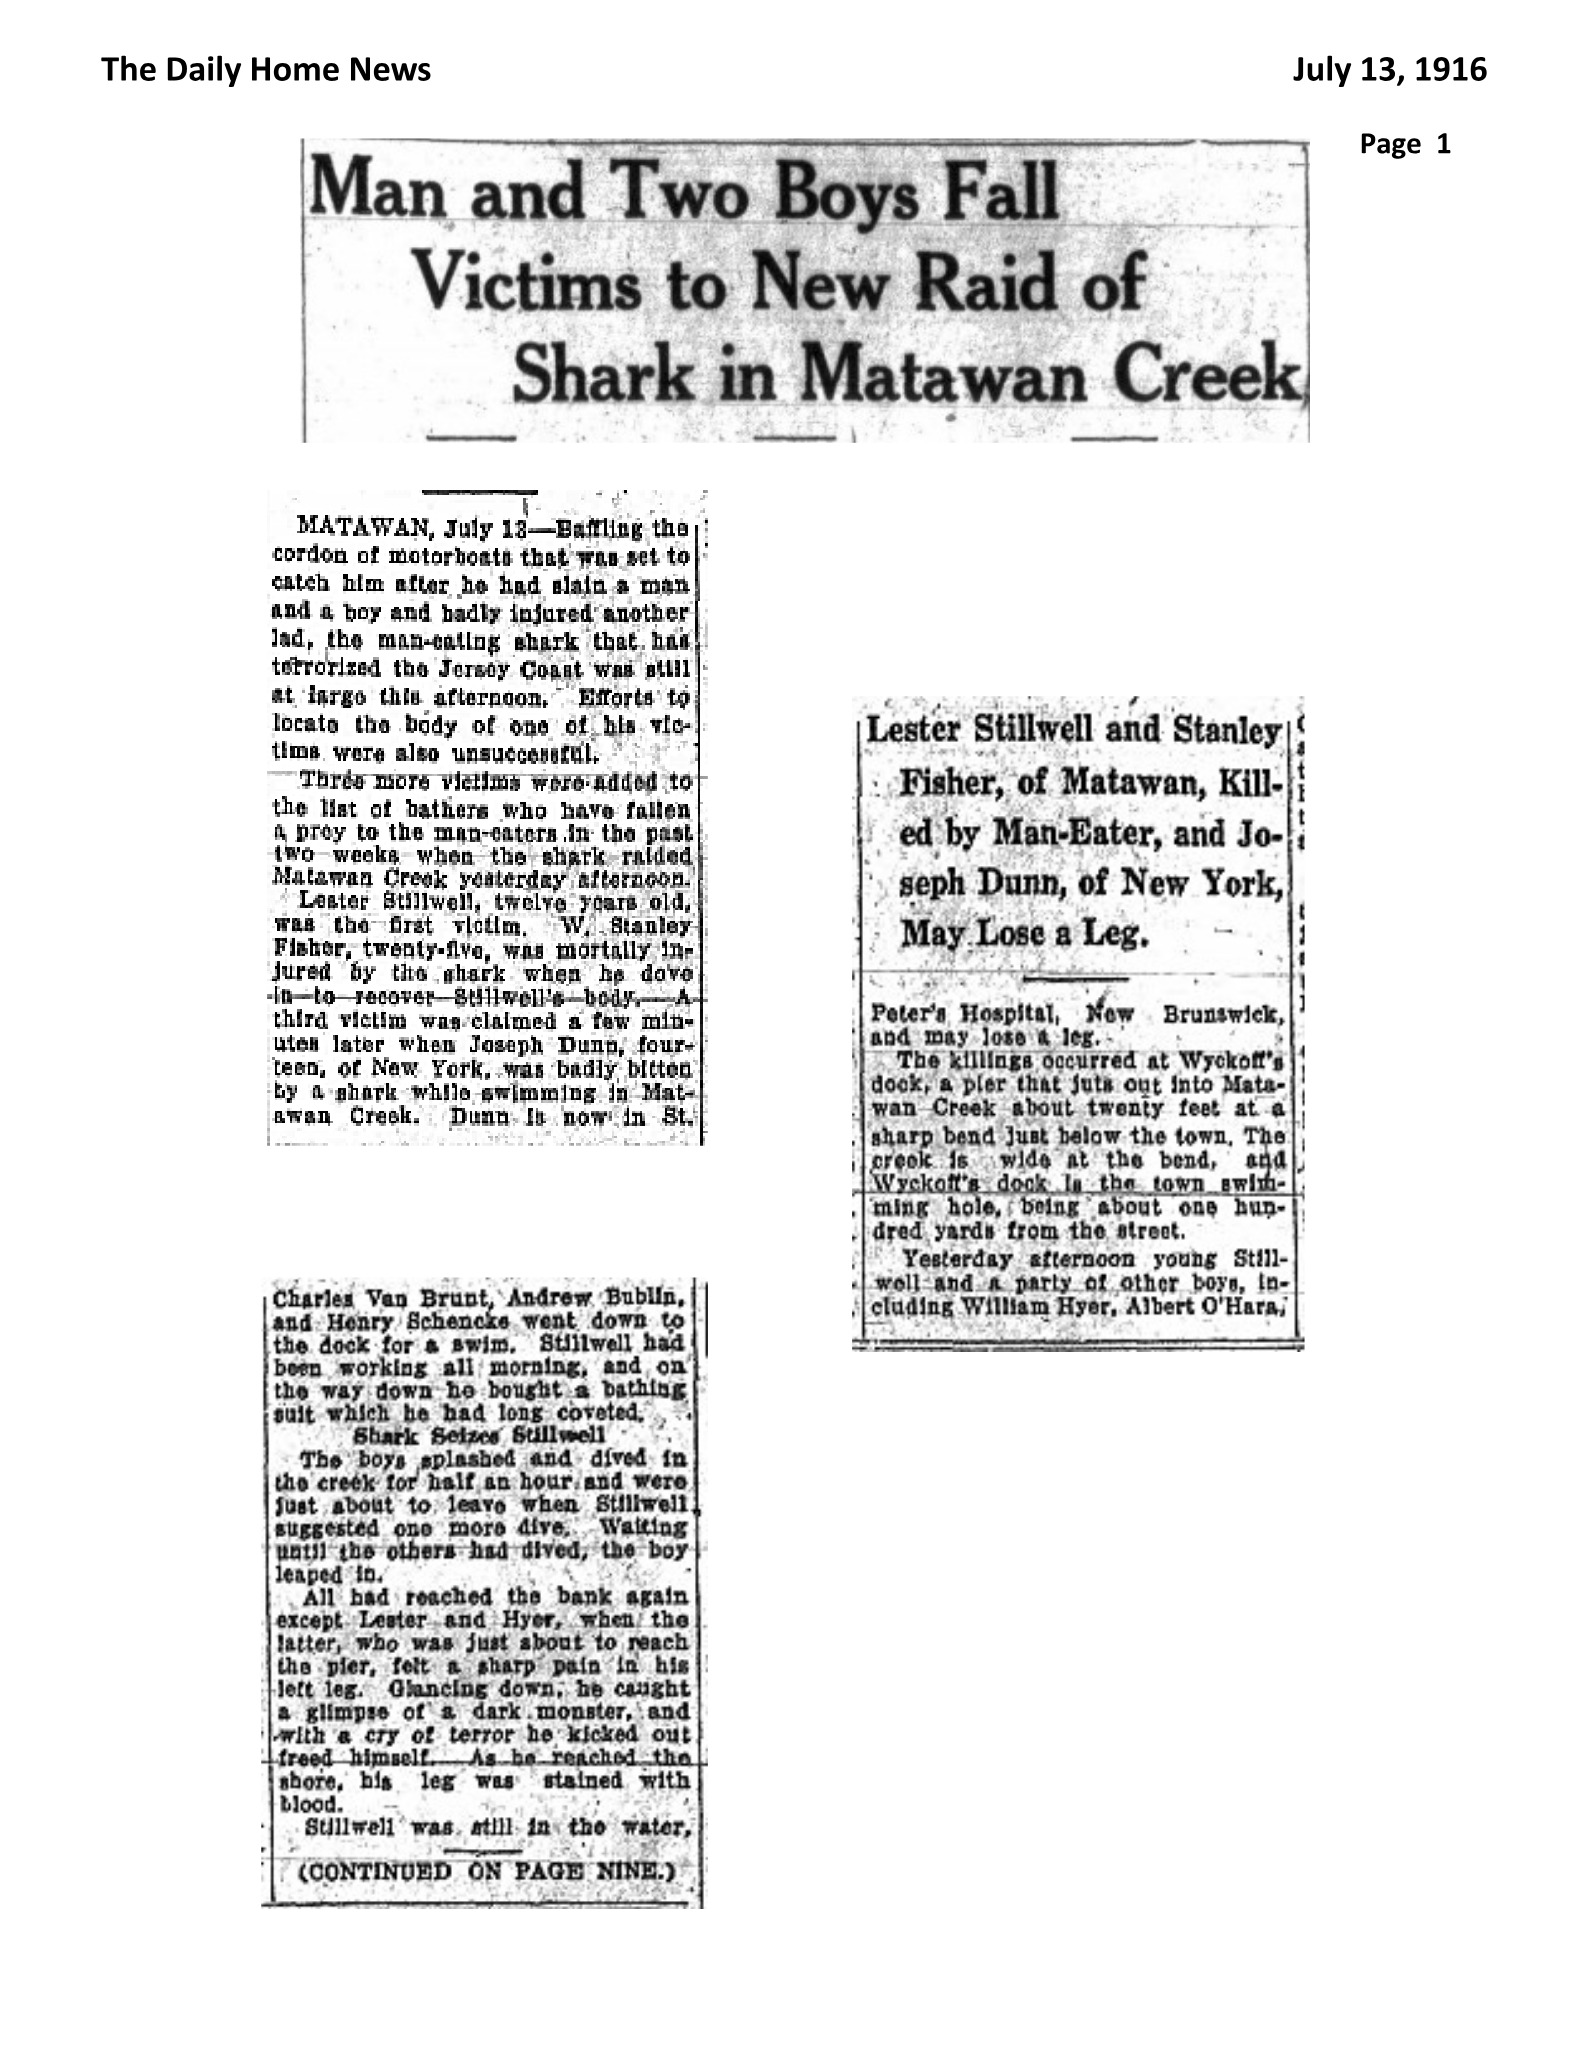 The Daily Home News
July 13, 1916
Page 1
Man and Two Boys Fall
Victims to New Raid of
Shark in Matawan Creek
MATAWAN, July 13—Baffling the
cordon of motorboats that was set to
catch him after he had slain a man
and a boy and badly injured another
lad, the man-eating shark that has
terrorized the Jersey Coast was still
at large this afternoon. Efforts to
locate the body of one of his vic-
tims were also unsuccessful.
Three more victims were added to
the list of bathers who have fallen
a prey to the man-eaters in the past
two weeks when the shark raided
Matawan Creek yesterday afternoon.
Lester Stillwell, twelve years old,
was the first victim. W. Stanley
Fisher, twenty-five, was mortally in-
jured by the shark when he dove
in to recover Stillwell's body. A
third victim was claimed a few min-
utes later when Joseph Dunn, four-
teen, of New York, was badly bitten
by a shark while swimming in Mat-
awan Creek. Dunn is now in St.
Lester Stillwell and Stanley
Fisher, of Matawan, Kill-
ed by Man-Eater, and Jo-
seph Dunn, of New York,
May Lose a Leg.
Peter's Hospital, New Brunswick,
and may lose a leg.
The killings occurred at Wyckoff's
dock, a pier that juts out into Mata-
wan Creek about twenty feet at a
sharp bend just below the town. The
creek is wide at the bend, and
Wyckoff's dock is the town swim-
ming hole, being about one hun-
dred yards from the street.
Yesterday afternoon young Still-
well and a party of other boys, in-
cluding William Hyer, Albert O'Hara,
Charles Van Brunt, Andrew Bublin,
and Henry Schencke went down to
the dock for a swim. Stillwell had
been working all morning, and on
the way down he bought a bathing
suit which he had long coveted.
Shark Seizes Stillwell
The boys splashed and dived in
the creek for half an hour and were
just about to leave when Stillwell
suggested one more dive. Waiting
until the others had dived, the boy
leaped in.
All had reached the bank again
except Lester and Hyer, when the
latter, who was just about to reach
the pier, felt a sharp pain in his
left leg. Glancing down, he caught
a glimpse of a dark monster, and
with a cry of terror he kicked out
freed himself. As he reached the
shore, his leg was stained with
blood.
Stillwell was still in the water,
(CONTINUED ON PAGE NINE.)